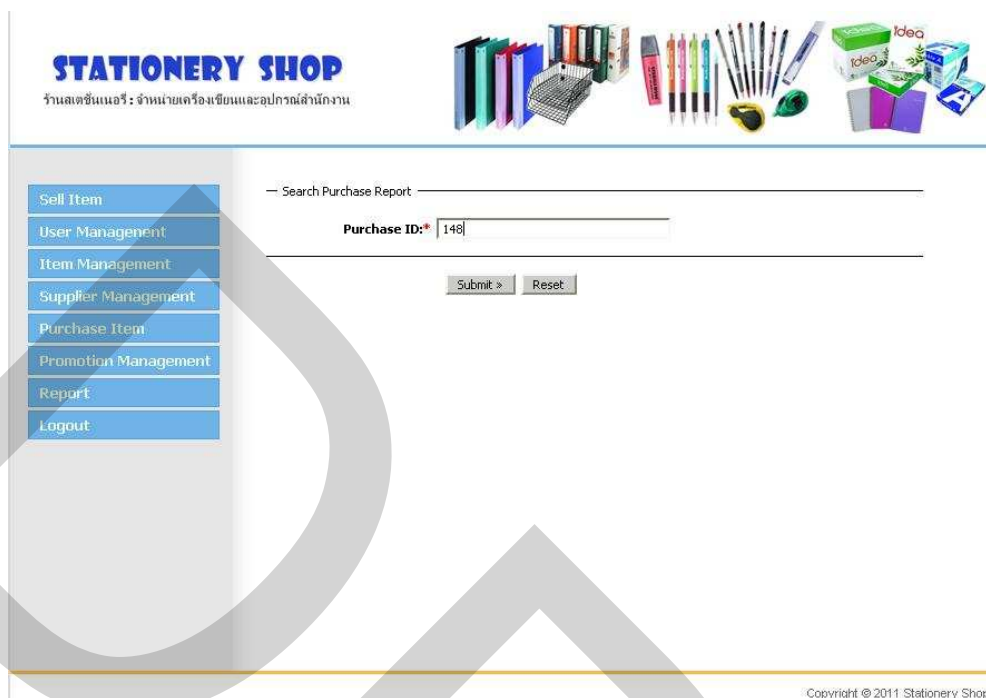 STATIONERY SHOP
ร้านสเตชั่นเนอรี่ : จำหน่ายเครื่องเขียนและอุปกรณ์สำนักงาน
idea
idea
A
Sell Item
User Managenent
Item Management
Supplier Management
Purchase Item
Promotion Management
Report
Logout
Search Purchase Report
Purchase ID:* 148
Submit » Reset
Copyright © 2011 Stationery Shop